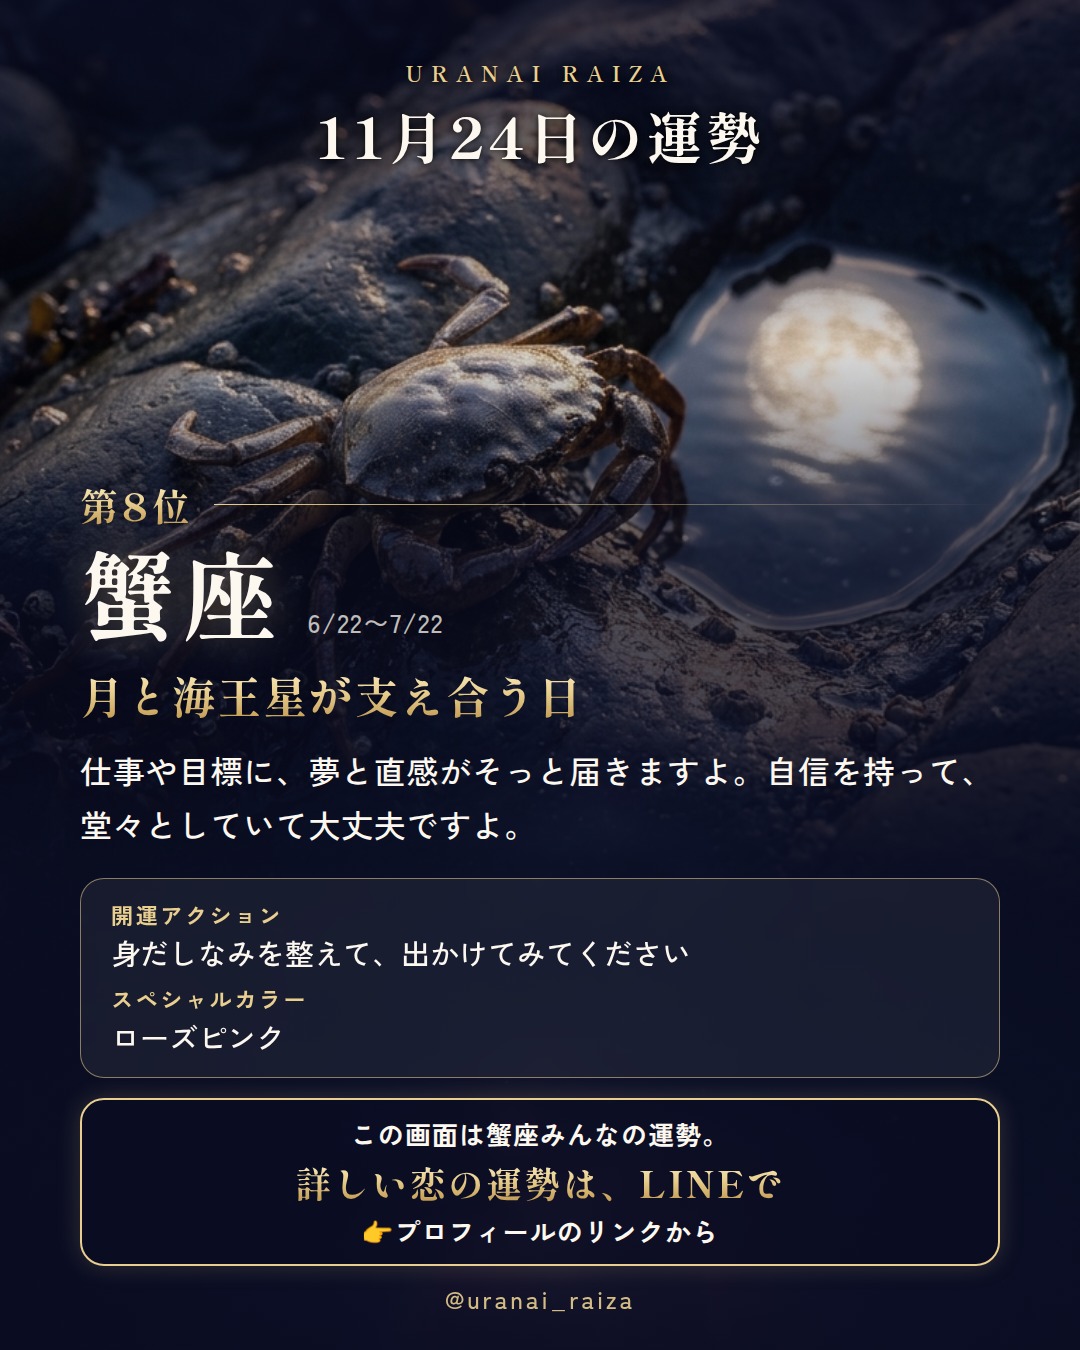 URANAI RAIZA
11月24日の運勢
第8位
蟹座 6/22〜7/22
月と海王星が支え合う日
仕事や目標に、夢と直感がそっと届きますよ。自信を持って、
堂々としていて大丈夫ですよ。
開運アクション
身だしなみを整えて、出かけてみてください
スペシャルカラー
ローズピンク
この画面は蟹座みんなの運勢。
詳しい恋の運勢は、LINEで
👉プロフィールのリンクから
@uranai_raiza